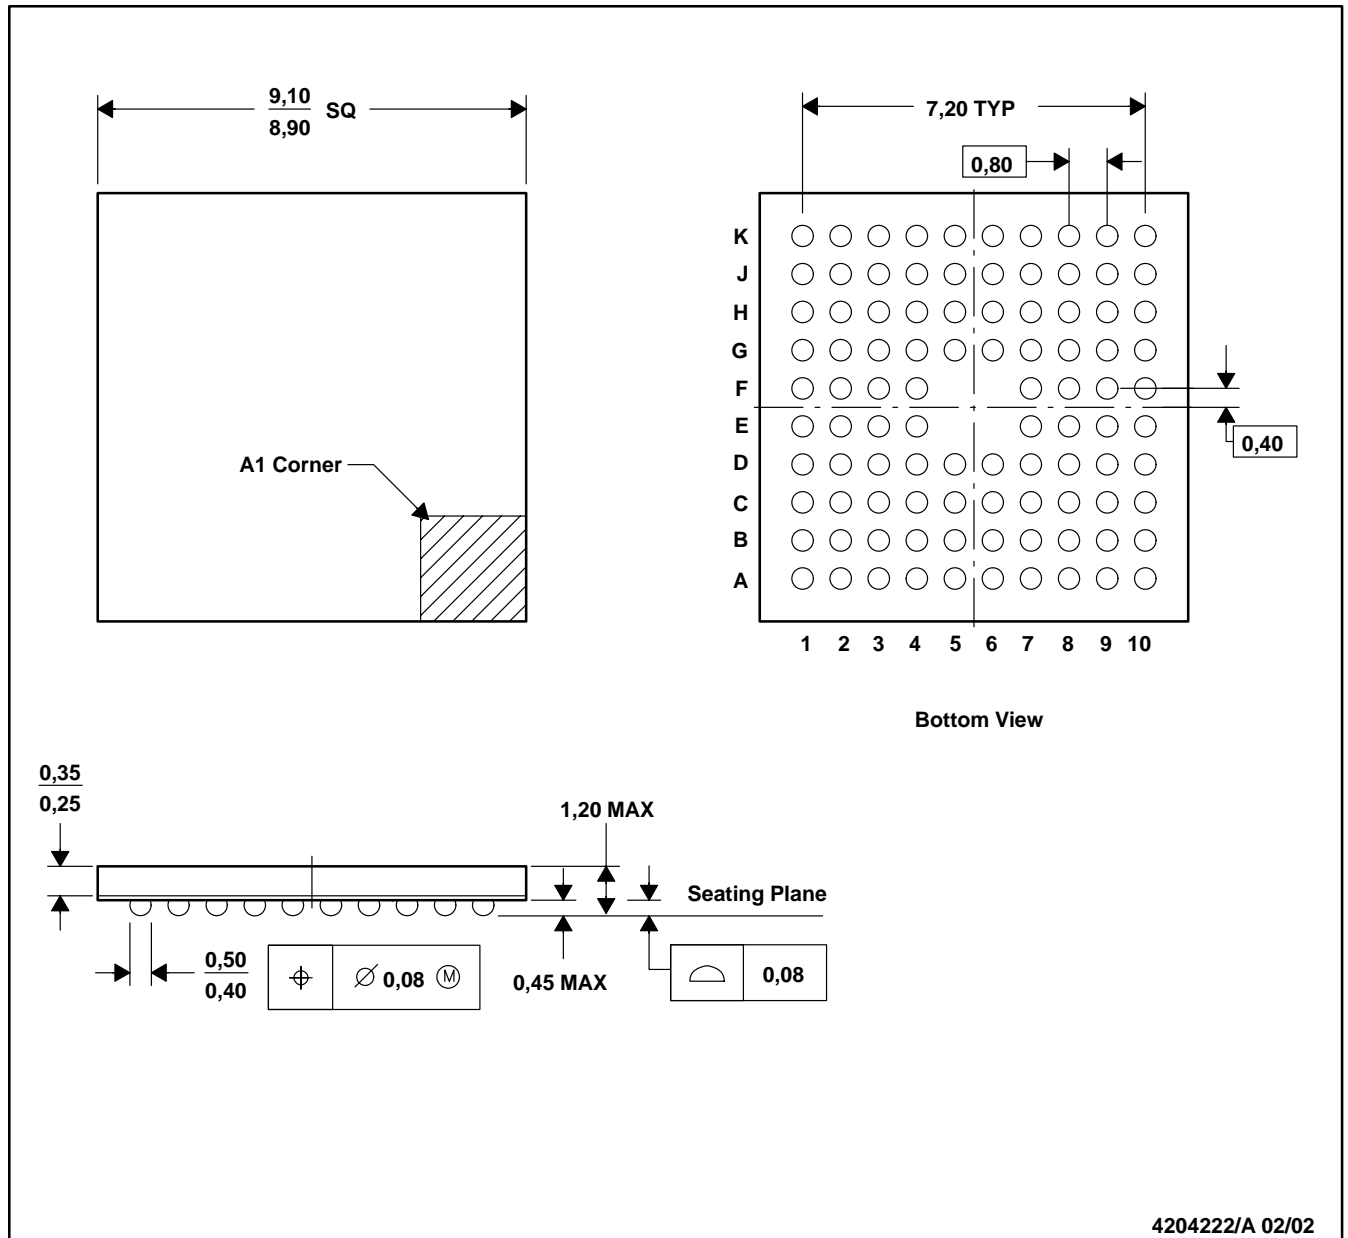 9,10
8,90
SQ
7,20 TYP
0,80
K
J
H
G
F
E
D
C
B
A
0,40
A1 Corner
1 2 3 4 5 6 7 8 9 10
Bottom View
0,35
0,25
1,20 MAX
Seating Plane
0,50
0,40
0,08 M
0,45 MAX
0,08
4204222/A 02/02